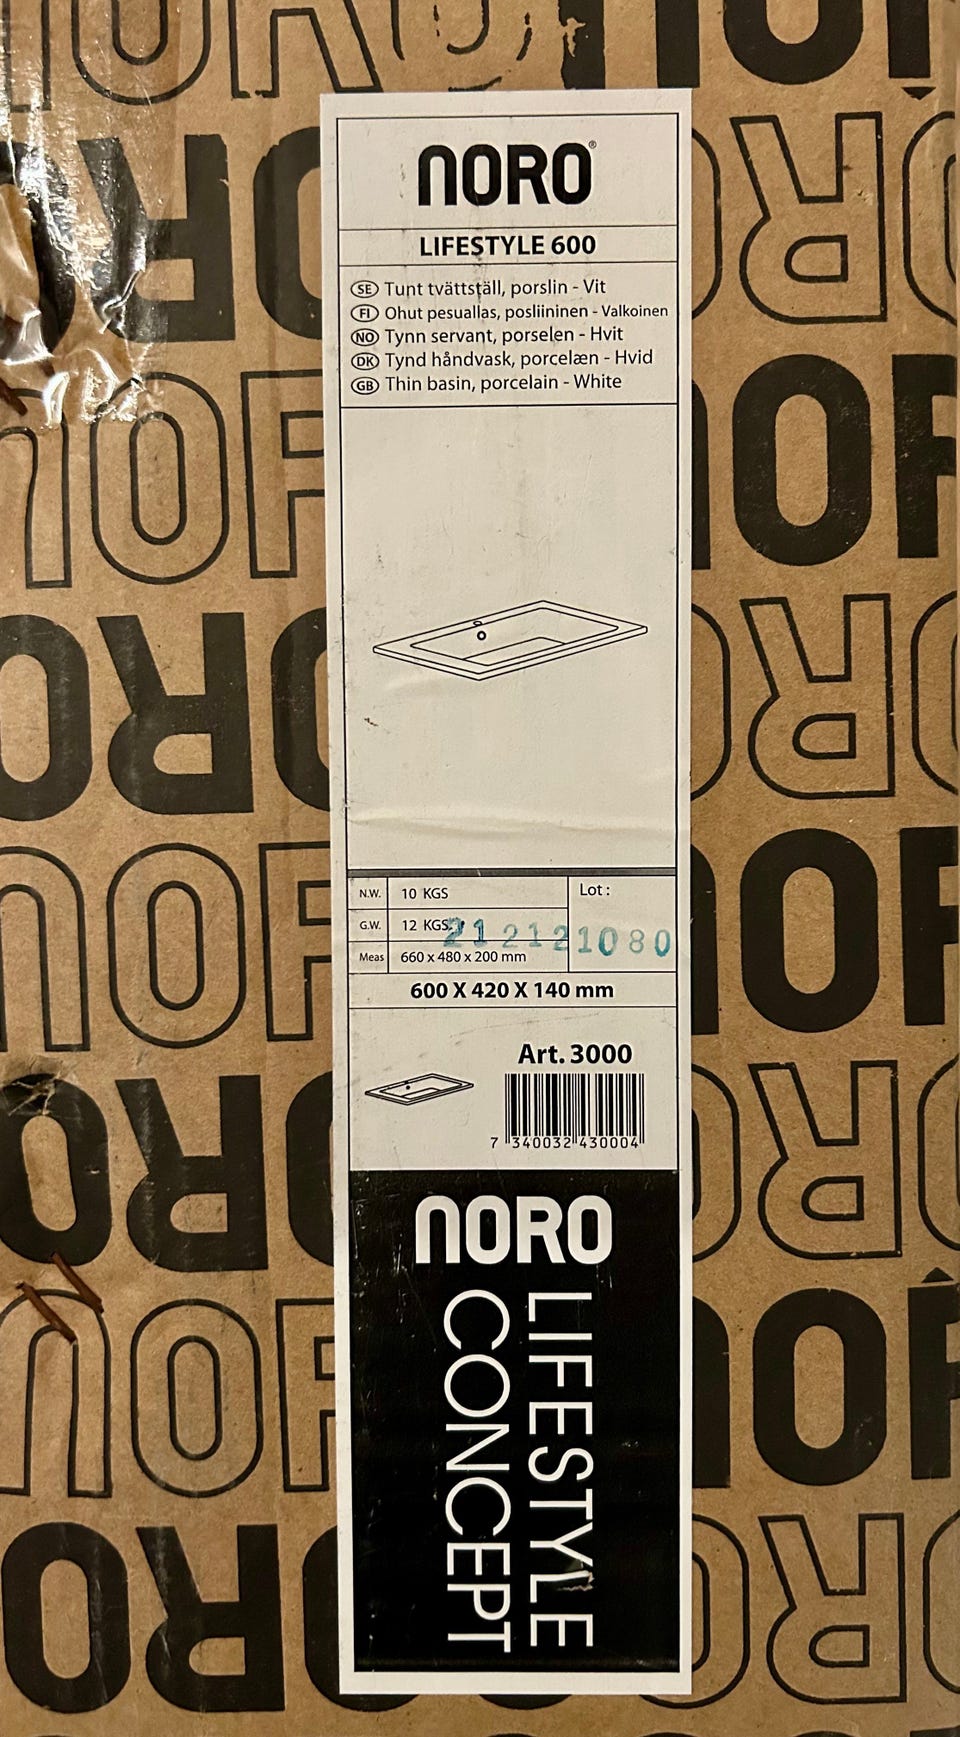 NORO®
LIFESTYLE 600
SE Tunt tvättställ, porslin - Vit
FI Ohut pesuallas, posliininen - Valkoinen
NO Tynn servant, porselen - Hvit
DK Tynd håndvask, porcelæn - Hvid
GB Thin basin, porcelain - White
N.W. 10 KGS Lot :
G.W. 12 KGS
21 2121080
Meas 660 x 480 x 200 mm
600 X 420 X 140 mm
Art. 3000
7 340032 430004
NORO
LIFESTYLE
CONCEPT